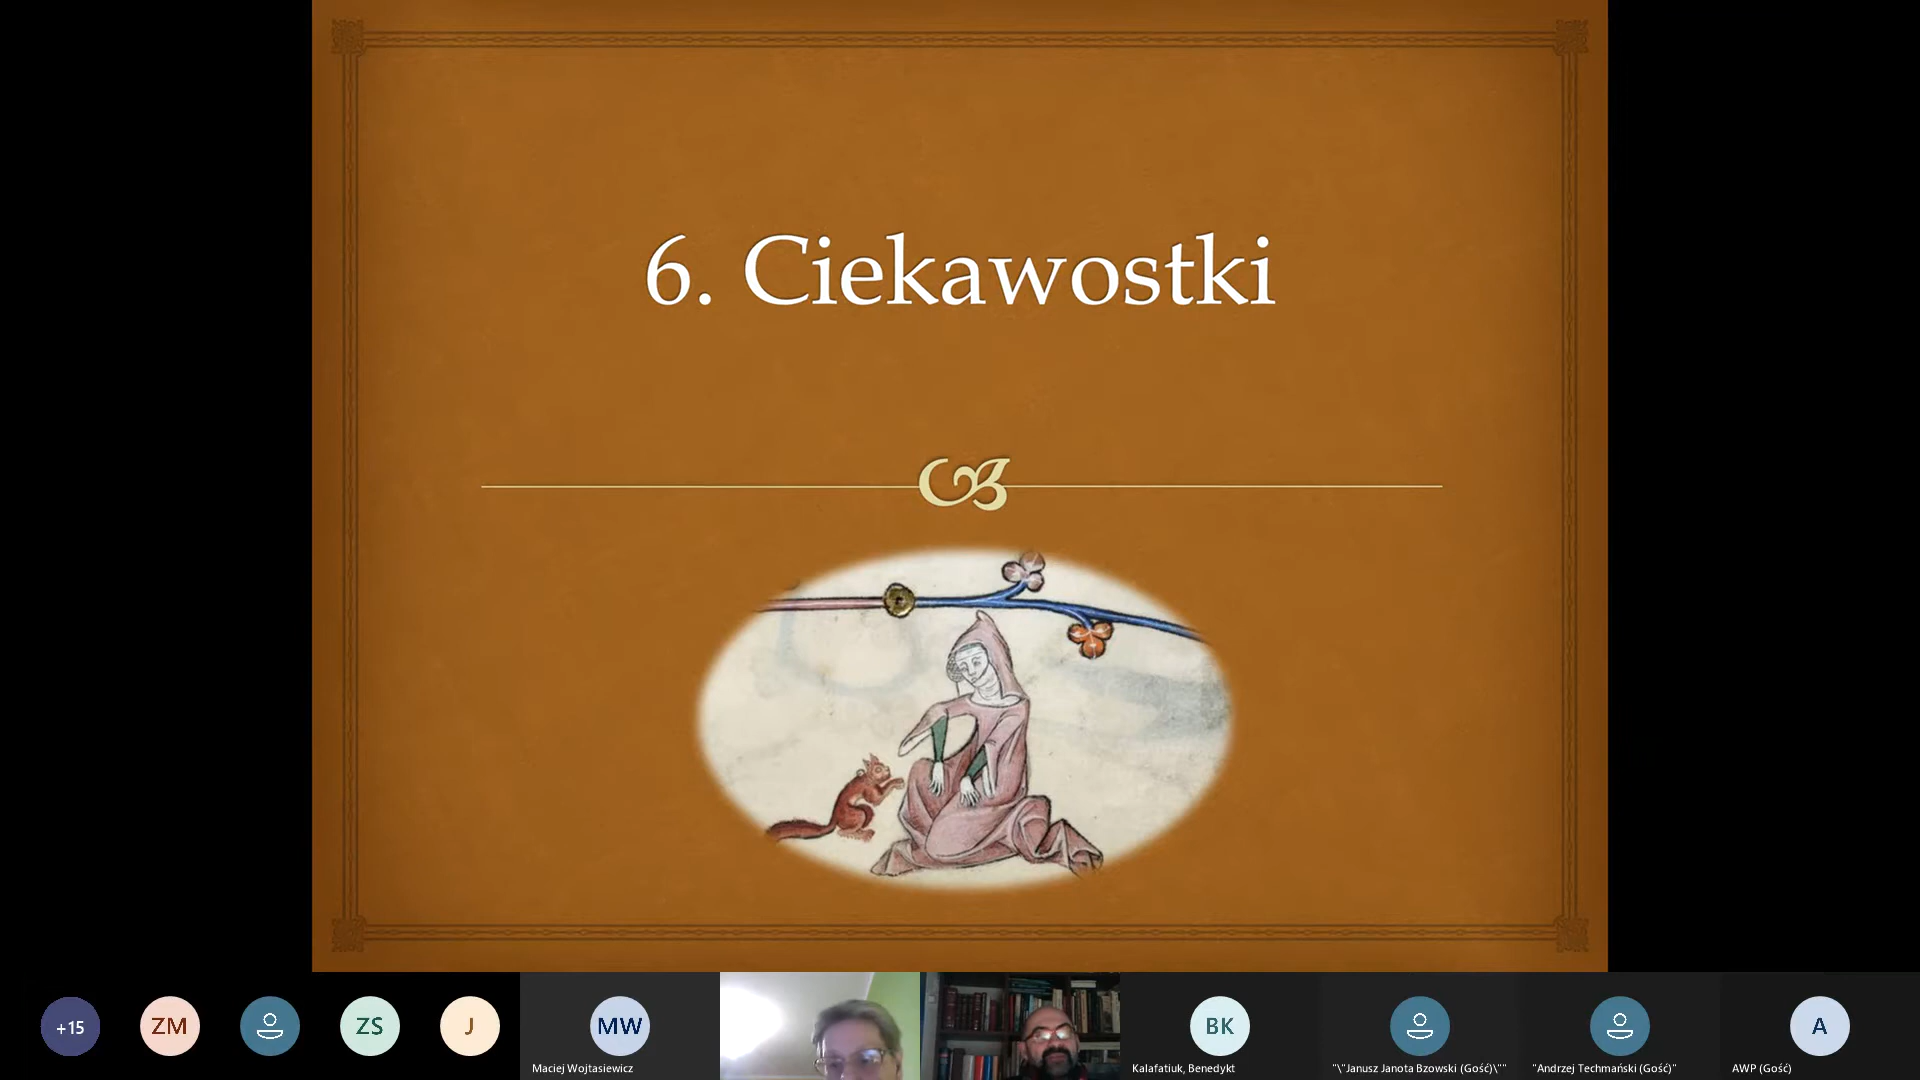 6. Ciekawostki
+15
ZM
ZS
J
MW
Maciej Wojtasiewicz
BK
Kalafatiuk, Benedykt
"\"Janusz Janota Bzowski (Gość)\""
"Andrzej Techmański (Gość)"
A
AWP (Gość)